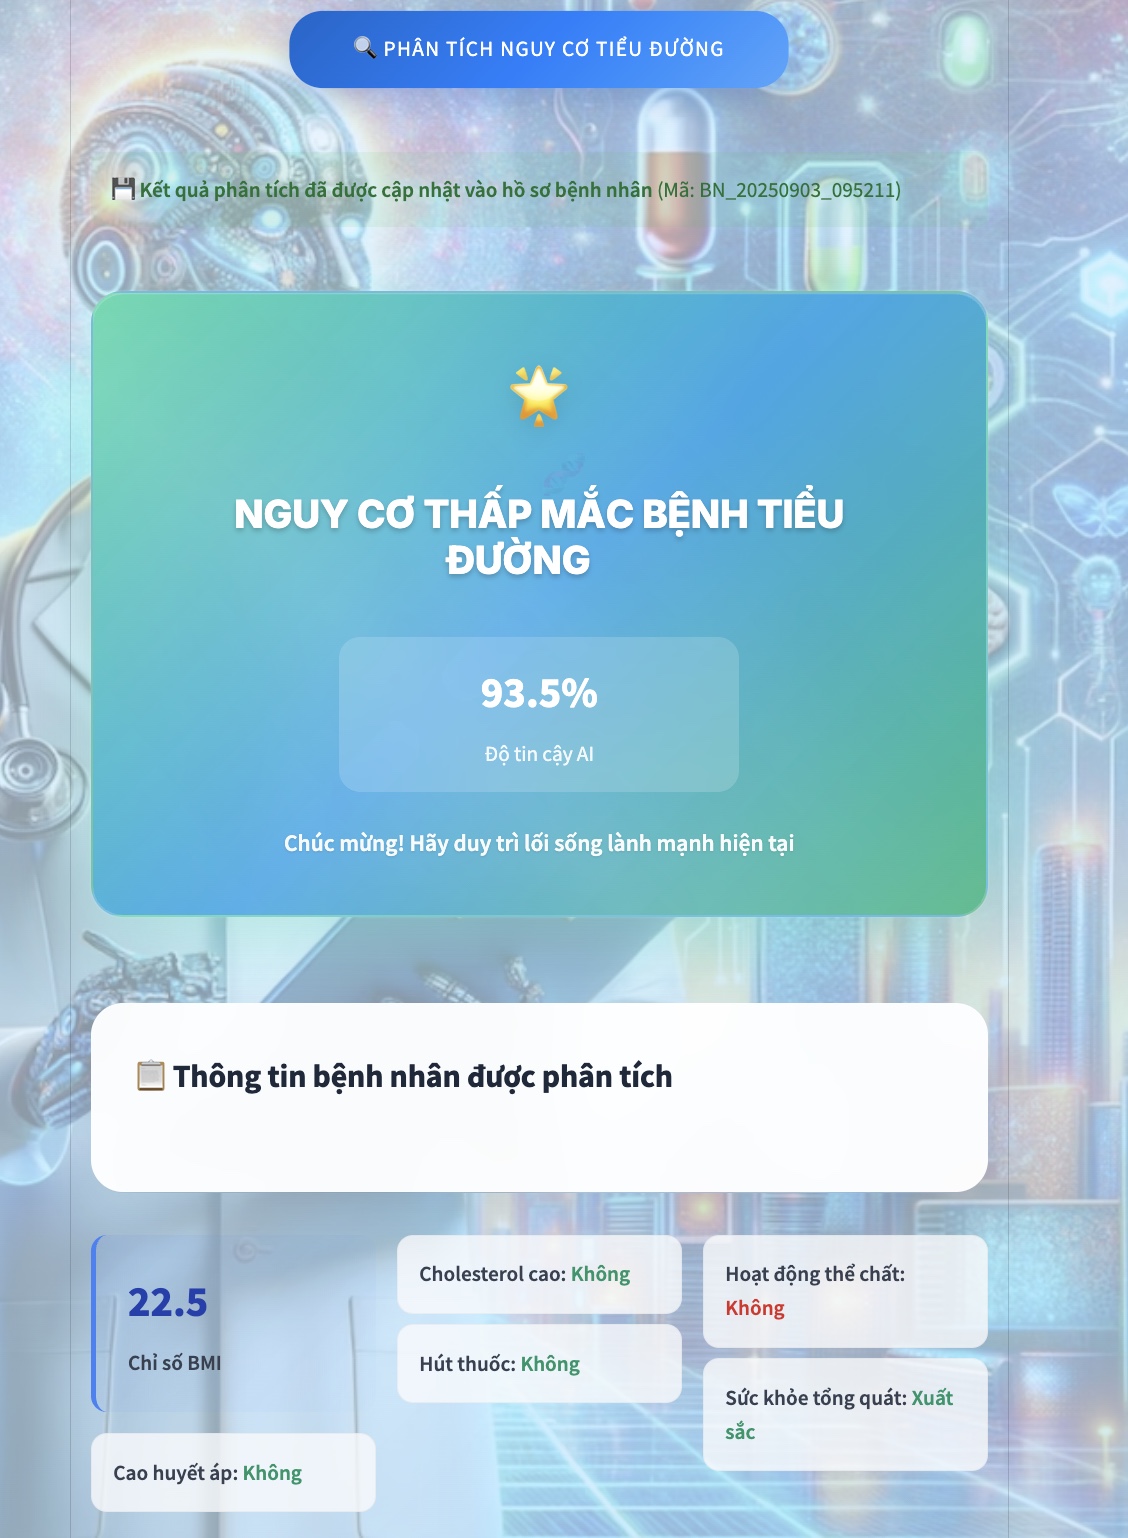 🔍 PHÂN TÍCH NGUY CƠ TIỂU ĐƯỜNG
💾 Kết quả phân tích đã được cập nhật vào hồ sơ bệnh nhân (Mã: BN_20250903_095211)
NGUY CƠ THẤP MẮC BỆNH TIỂU
ĐƯỜNG
93.5%
Độ tin cậy AI
Chúc mừng! Hãy duy trì lối sống lành mạnh hiện tại
📋 Thông tin bệnh nhân được phân tích
22.5
Chỉ số BMI
Cao huyết áp: Không
Cholesterol cao: Không
Hút thuốc: Không
Hoạt động thể chất:
Không
Sức khỏe tổng quát: Xuất
sắc